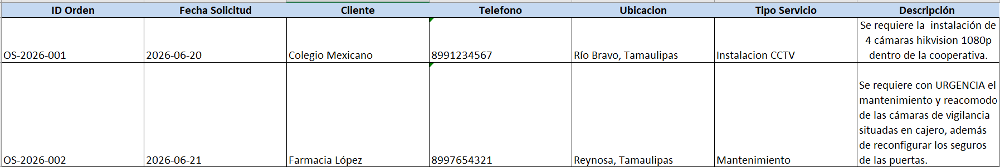 ID Orden Fecha Solicitud Cliente Telefono Ubicacion Tipo Servicio Descripción
Se requiere la  instalación de
4 cámaras hikvision 1080p
OS-2026-001 2026-06-20 Colegio Mexicano 8991234567 Río Bravo, Tamaulipas Instalacion CCTV dentro de la cooperativa.
Se requiere con URGENCIA el
mantenimiento y reacomodo
de las cámaras de vigilancia
situadas en cajero, además
de reconfigurar los seguros
OS-2026-002 2026-06-21 Farmacia López 8997654321 Reynosa, Tamaulipas Mantenimiento de las puertas.